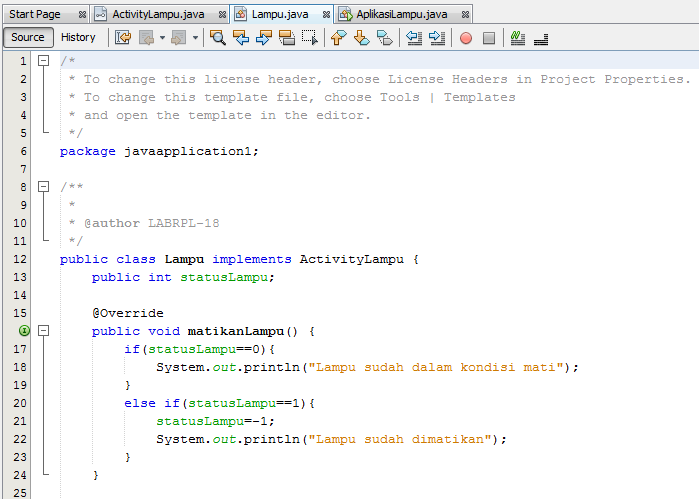 Start Page ActivityLampu.java Lampu.java AplikasiLampu.java
Source History
1 /*
2  * To change this license header, choose License Headers in Project Properties.
3  * To change this template file, choose Tools | Templates
4  * and open the template in the editor.
5  */
6 package javaapplication1;
7
8 /**
9  *
10  * @author LABRPL-18
11  */
12 public class Lampu implements ActivityLampu {
13     public int statusLampu;
14
15     @Override
    public void matikanLampu() {
17         if(statusLampu==0){
18             System.out.println("Lampu sudah dalam kondisi mati");
19         }
20         else if(statusLampu==1){
21             statusLampu=-1;
22             System.out.println("Lampu sudah dimatikan");
23         }
24     }
25